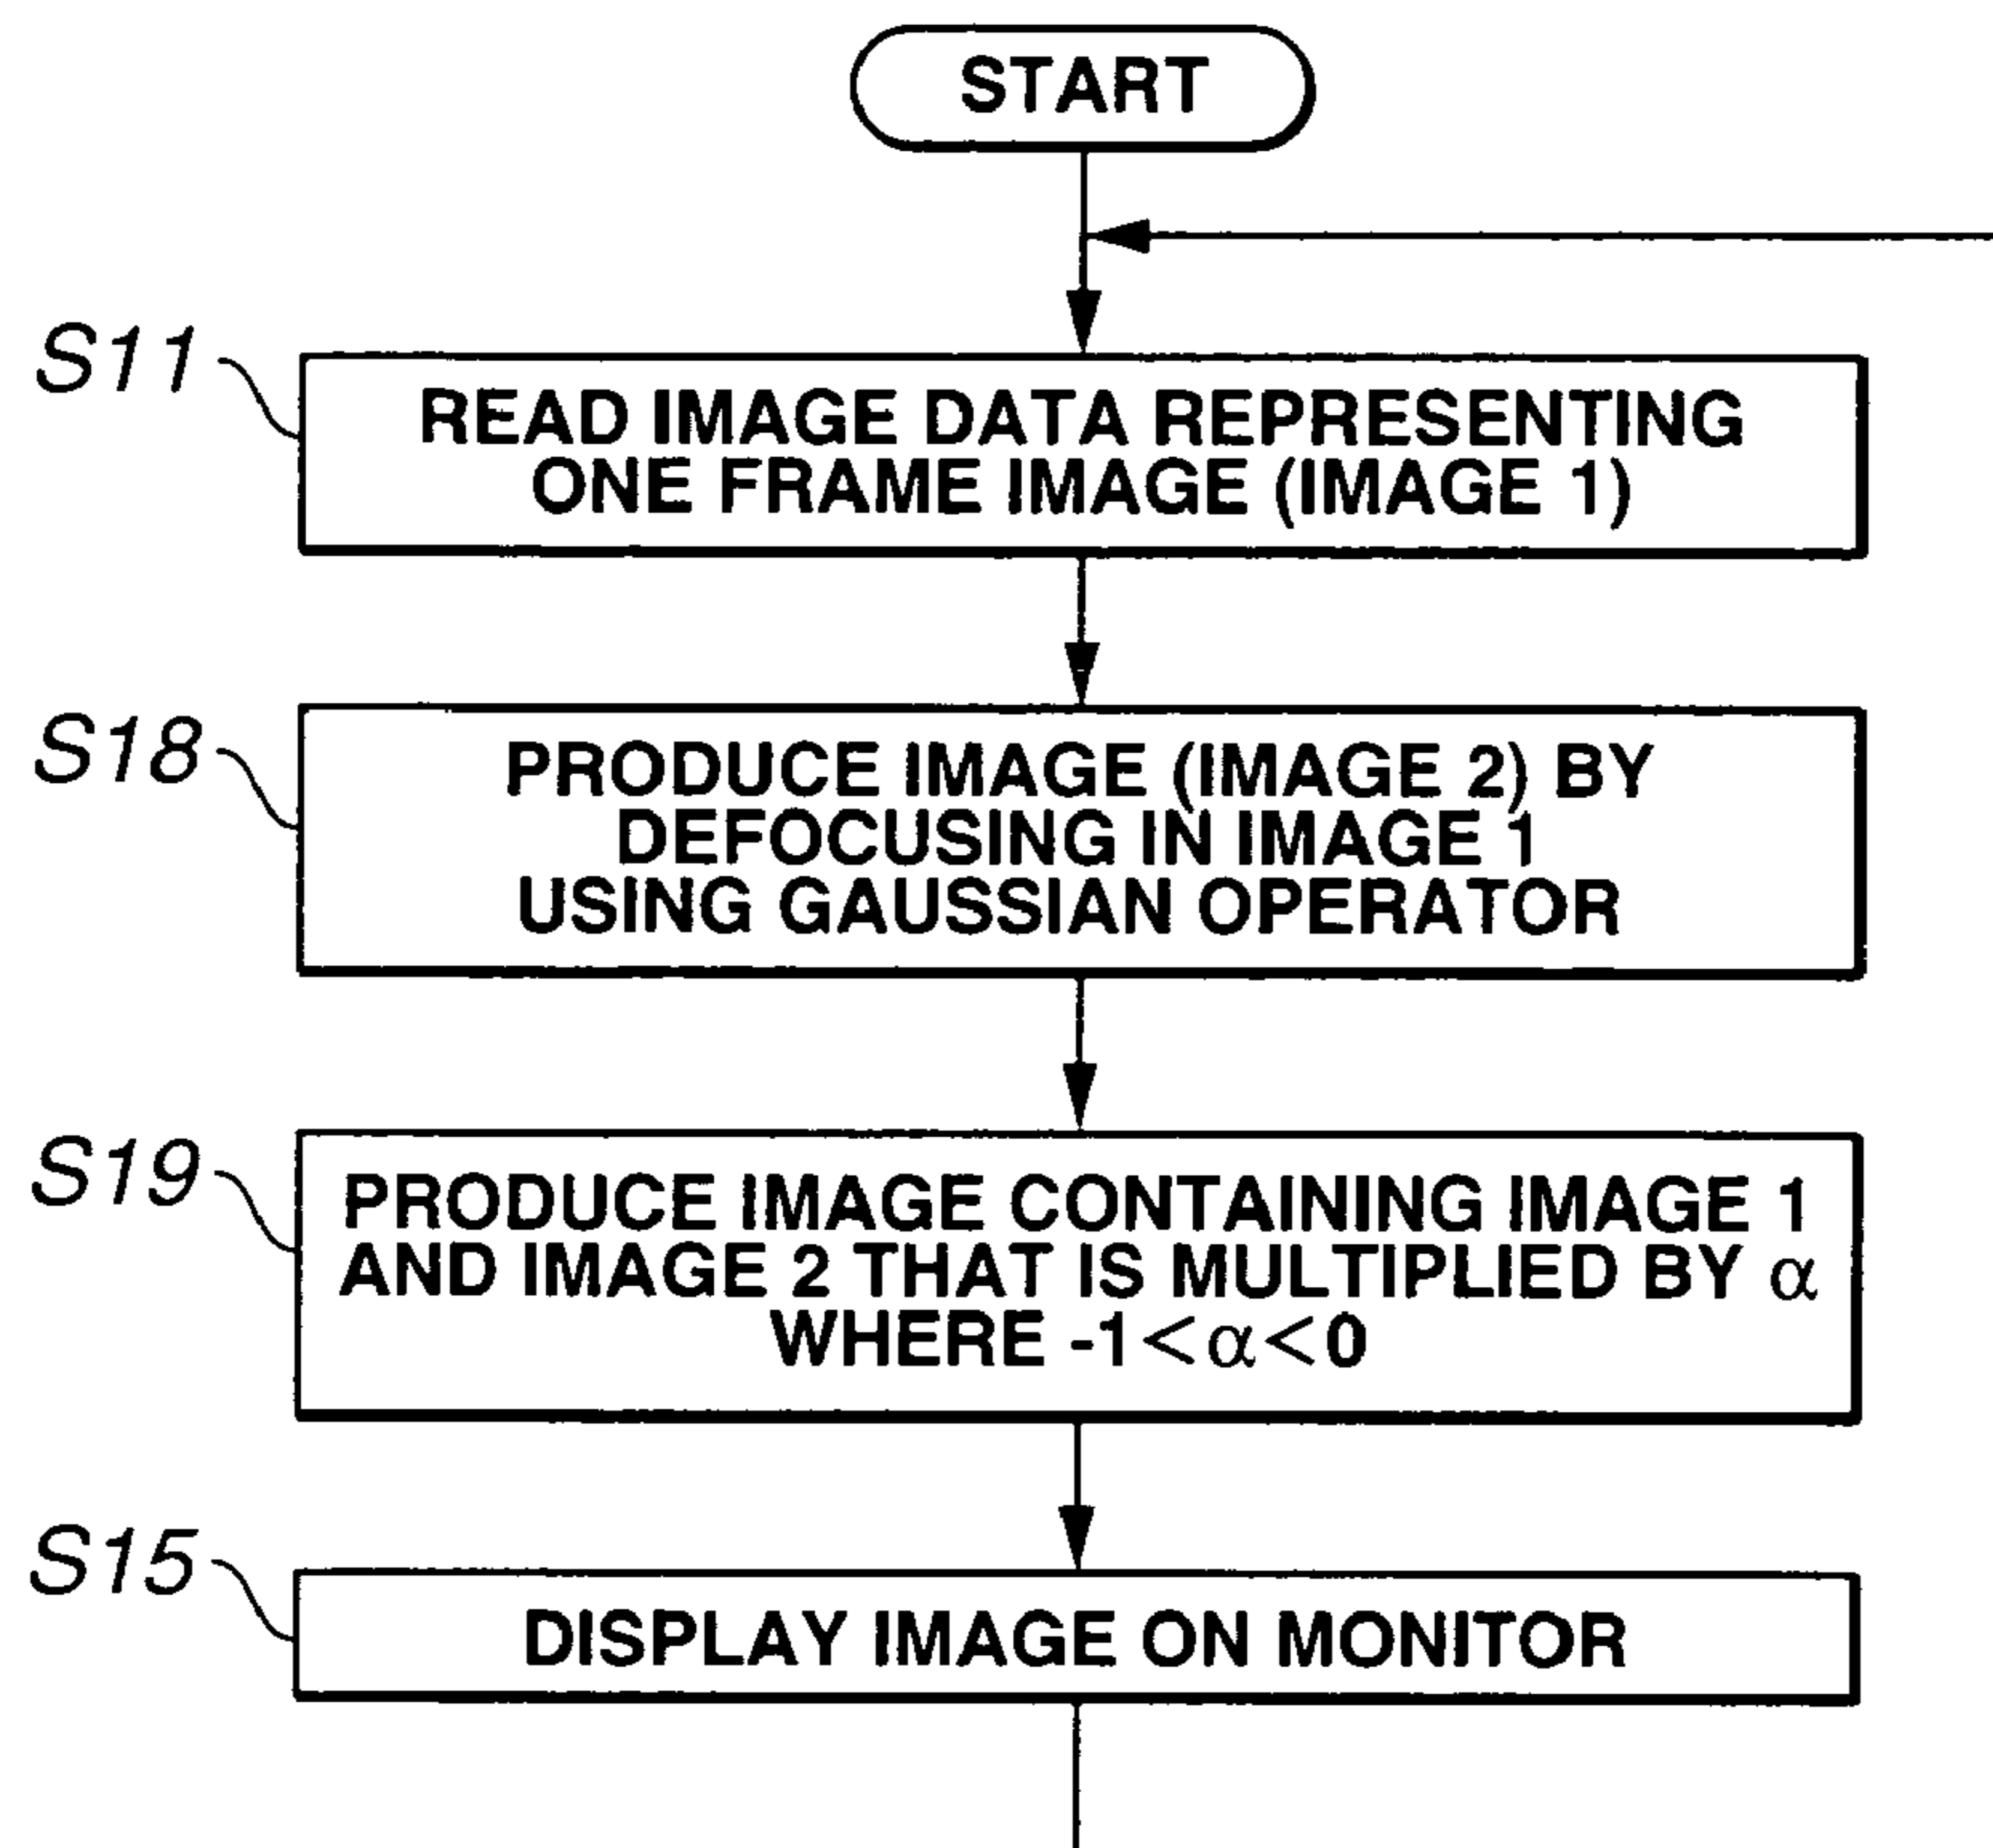 START
S11
READ IMAGE DATA REPRESENTING
ONE FRAME IMAGE (IMAGE 1)
S18
PRODUCE IMAGE (IMAGE 2) BY
DEFOCUSING IN IMAGE 1
USING GAUSSIAN OPERATOR
S19
PRODUCE IMAGE CONTAINING IMAGE 1
AND IMAGE 2 THAT IS MULTIPLIED BY α
WHERE -1<α<0
S15
DISPLAY IMAGE ON MONITOR